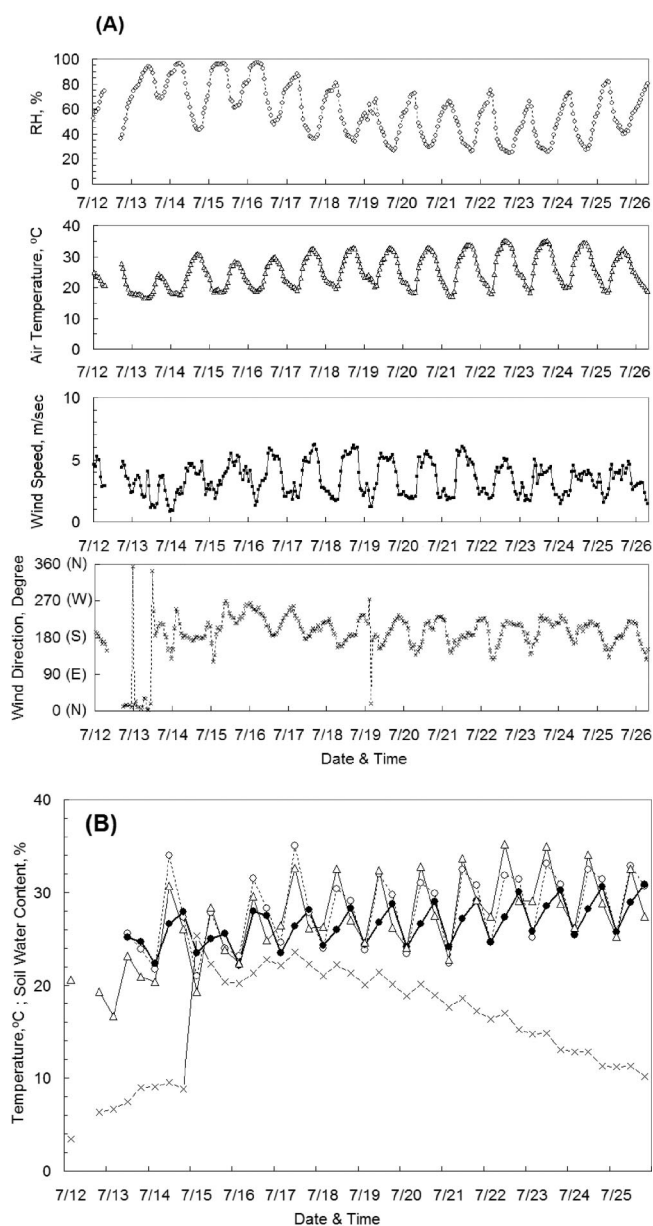 (A)
RH, %
100
80
60
40
20
0
7/12 7/13 7/14 7/15 7/16 7/17 7/18 7/19 7/20 7/21 7/22 7/23 7/24 7/25 7/26
Air Temperature, ºC
40
30
20
10
0
7/12 7/13 7/14 7/15 7/16 7/17 7/18 7/19 7/20 7/21 7/22 7/23 7/24 7/25 7/26
Wind Speed, m/sec
10
5
0
7/12 7/13 7/14 7/15 7/16 7/17 7/18 7/19 7/20 7/21 7/22 7/23 7/24 7/25 7/26
Wind Direction, Degree
360 (N)
270 (W)
180 (S)
90 (E)
0 (N)
7/12 7/13 7/14 7/15 7/16 7/17 7/18 7/19 7/20 7/21 7/22 7/23 7/24 7/25 7/26
Date & Time
(B)
Temperature,ºC ; Soil Water Content, %
40
30
20
10
0
7/12 7/13 7/14 7/15 7/16 7/17 7/18 7/19 7/20 7/21 7/22 7/23 7/24 7/25
Date & Time